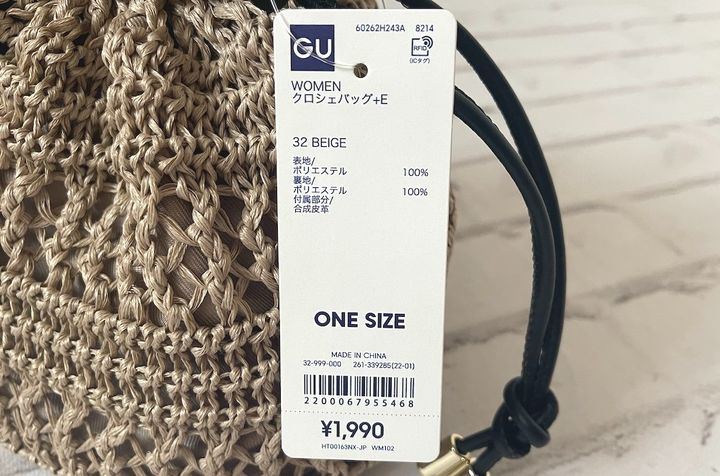 60262H243A 8214
GU
RFID
(ICタグ)
WOMEN
クロシェバッグ+E
32 BEIGE
表地/
ポリエステル 100%
裏地/
ポリエステル 100%
付属部分/
合成皮革
ONE SIZE
MADE IN CHINA
32-999-000 261-339285(22-01)
2200067955468
¥1,990
HT00163NX-JP WM102